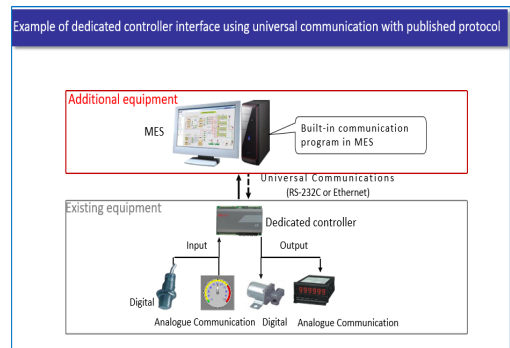 Example of dedicated controller interface using universal communication with published protocol
Additional equipment
MES
Built-in communication
program in MES
Universal Communications
(RS-232C or Ethernet)
Existing equipment
Dedicated controller
Input
Output
Digital
Analogue Communication
Digital
Analogue Communication
999999